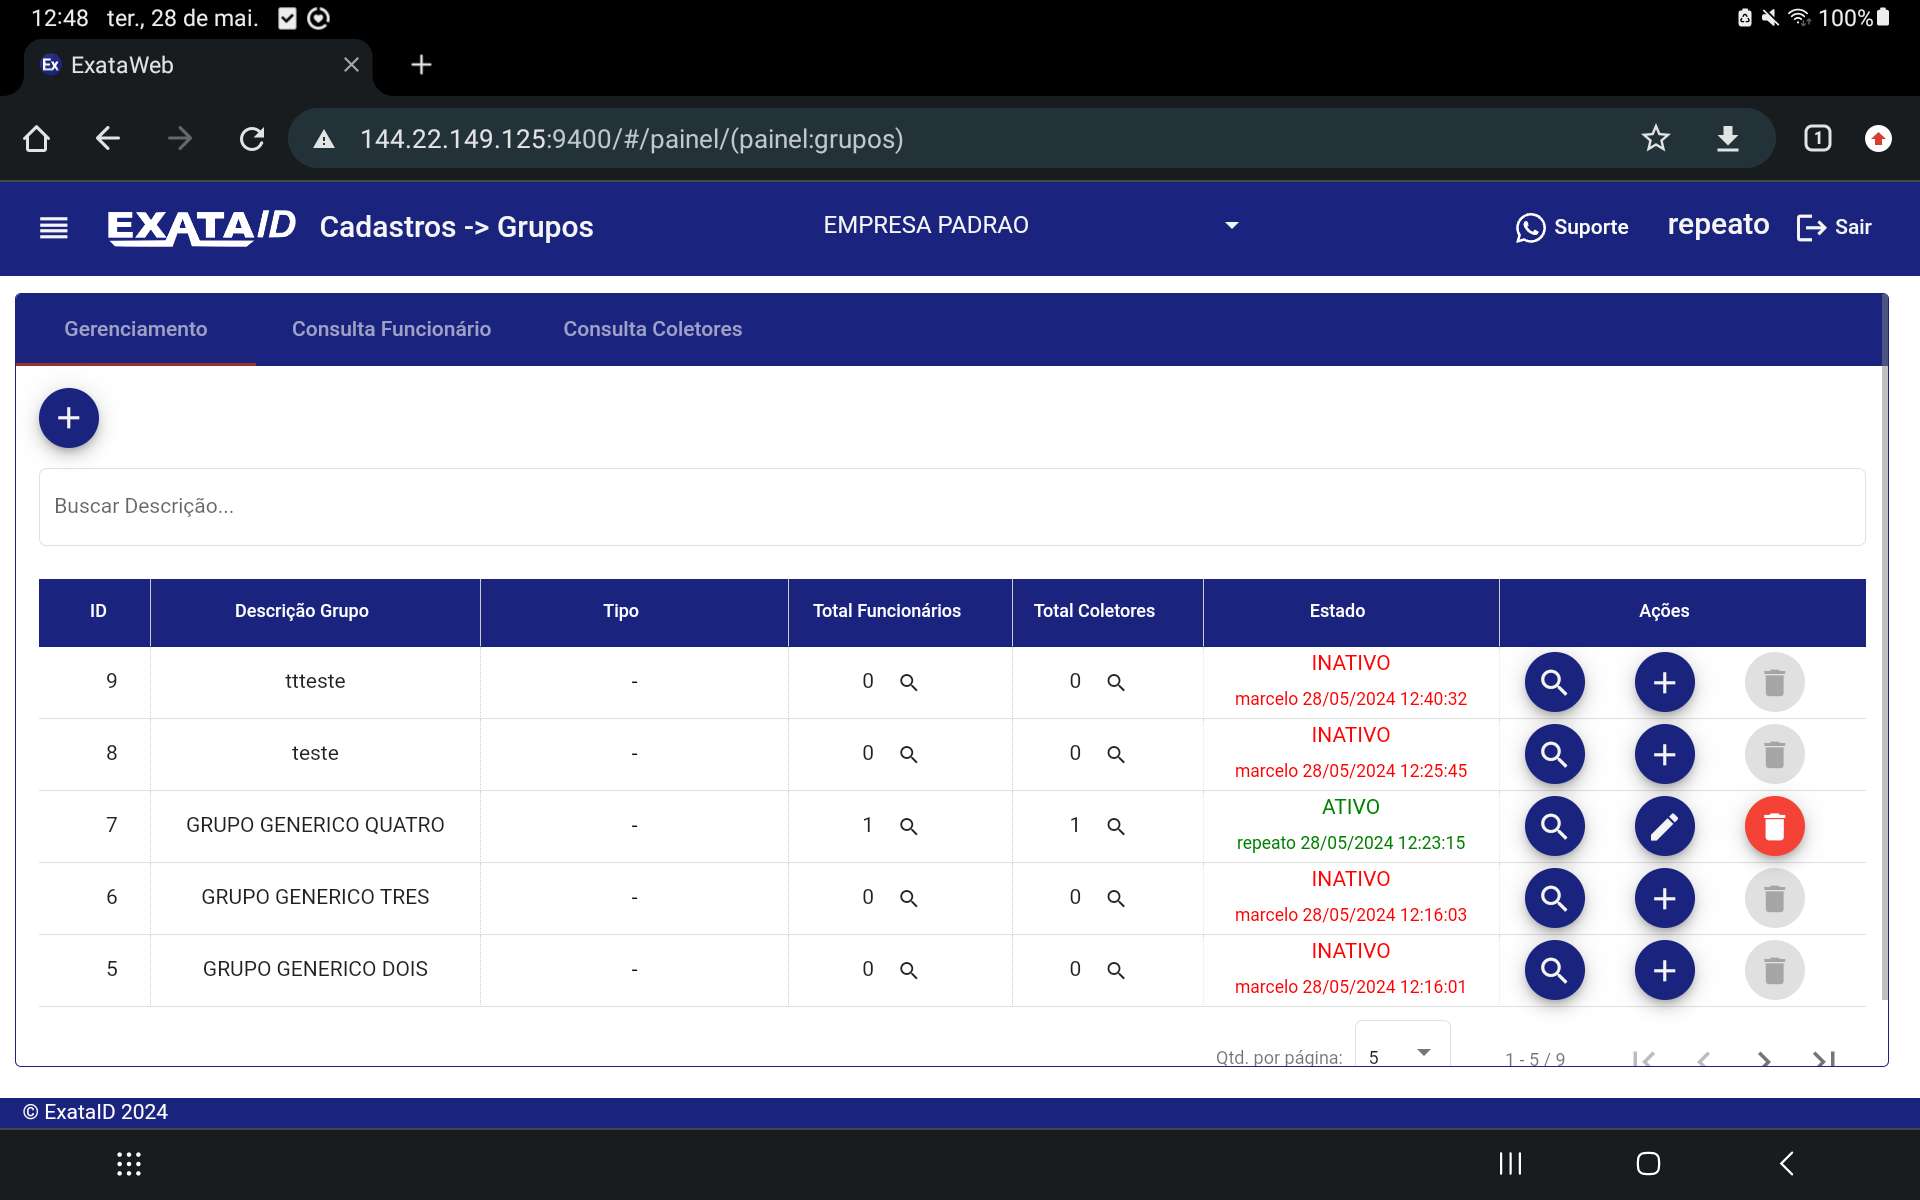 12:48 ter., 28 de mai. 100%
Ex ExataWeb
144.22.149.125:9400/#/painel/(painel:grupos) 1
EXATAID Cadastros -> Grupos EMPRESA PADRAO Suporte repeato Sair
Gerenciamento Consulta Funcionário Consulta Coletores
Buscar Descrição...
ID Descrição Grupo Tipo Total Funcionários Total Coletores Estado Ações
9 ttteste - 0 0 INATIVO
marcelo 28/05/2024 12:40:32
8 teste - 0 0 INATIVO
marcelo 28/05/2024 12:25:45
7 GRUPO GENERICO QUATRO - 1 1 ATIVO
repeato 28/05/2024 12:23:15
6 GRUPO GENERICO TRES - 0 0 INATIVO
marcelo 28/05/2024 12:16:03
5 GRUPO GENERICO DOIS - 0 0 INATIVO
marcelo 28/05/2024 12:16:01
Qtd. por página: 5 1 - 5 / 9
© ExataID 2024